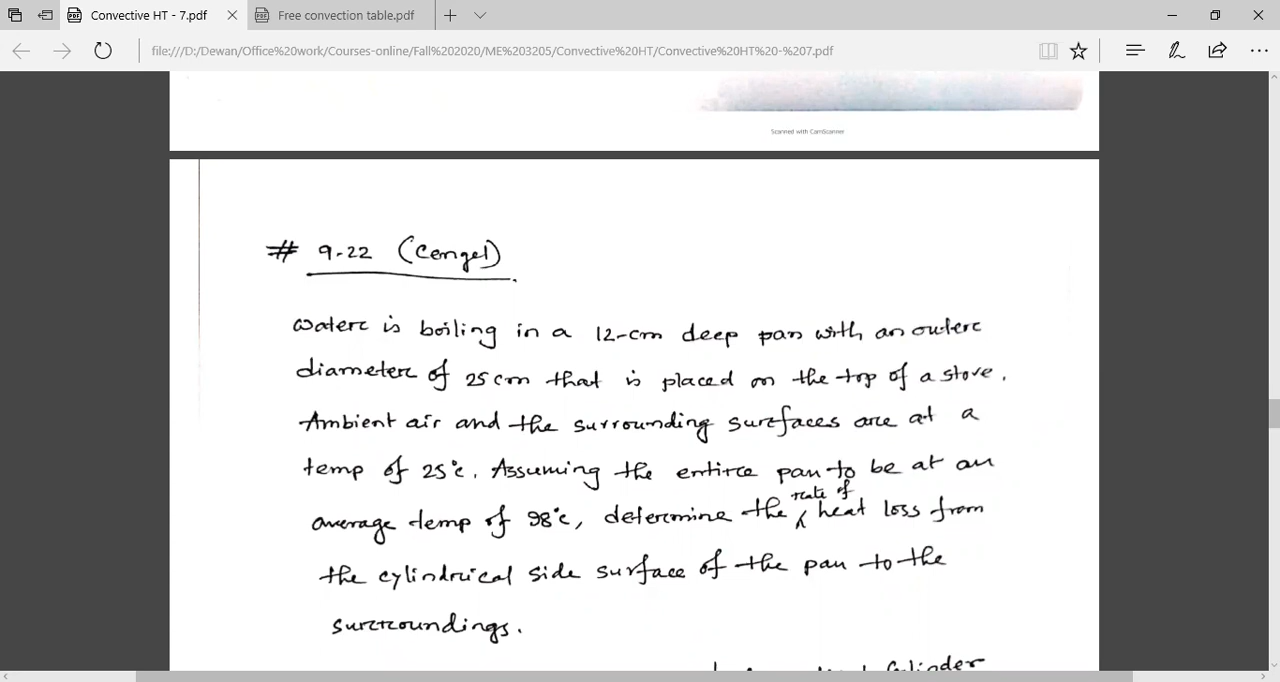 Convective HT - 7.pdf
Free convection table.pdf
file:///D:/Dewan/Office%20work/Courses-online/Fall%202020/ME%203205/Convective%20HT/Convective%20HT%20-%207.pdf
Scanned with CamScanner
# 9-22 (Cengel)
Water is boiling in a 12-cm deep pan with an outer
diameter of 25 cm that is placed on the top of a stove.
Ambient air and the surrounding surfaces are at a
temp of 25°c. Assuming the entire pan to be at an
average temp of 98°c, determine the rate of heat loss from
the cylindrical side surface of the pan to the
surroundings.
Cylinder